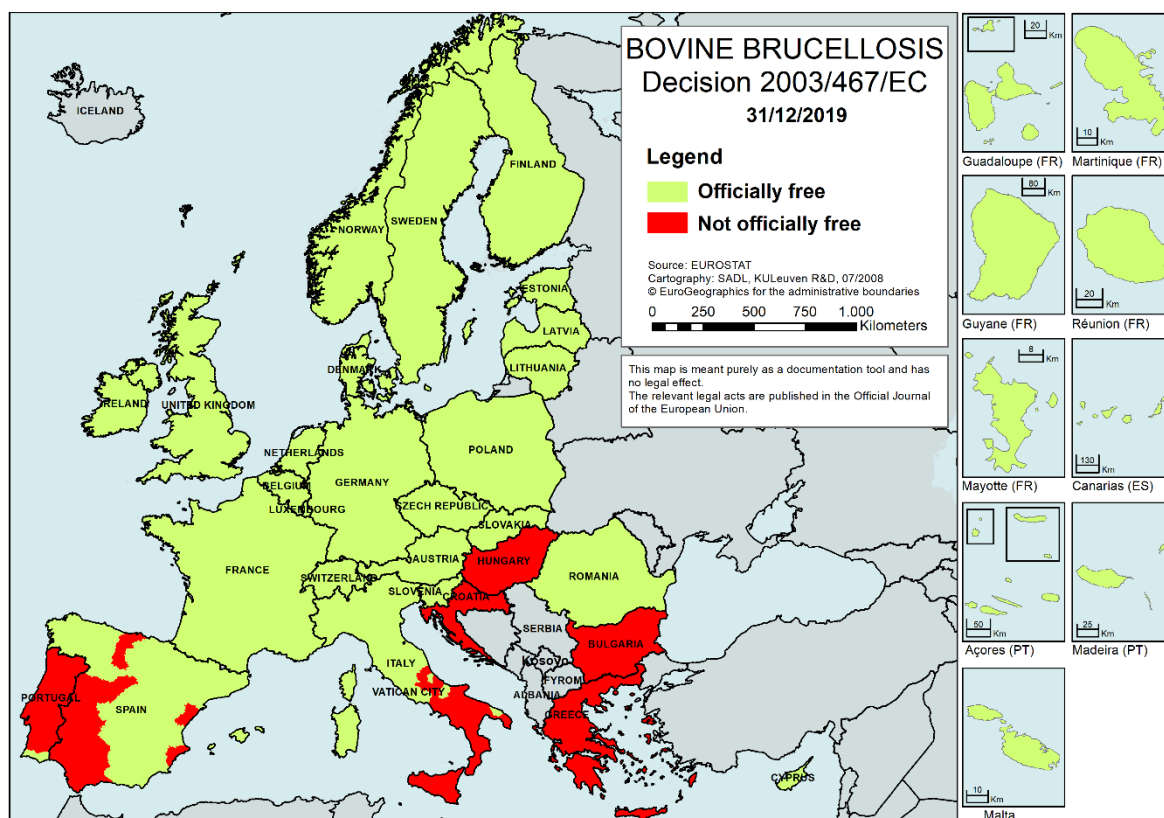 BOVINE BRUCELLOSIS
Decision 2003/467/EC
31/12/2019
Legend
Officially free
Not officially free
Source: EUROSTAT
Cartography: SADL, KULeuven R&D, 07/2008
© EuroGeographics for the administrative boundaries
0 250 500 750 1.000
Kilometers
This map is meant purely as a documentation tool and has
no legal effect.
The relevant legal acts are published in the Official Journal
of the European Union.
ICELAND
FINLAND
NORWAY
SWEDEN
ESTONIA
LATVIA
LITHUANIA
DENMARK
IRELAND
UNITED KINGDOM
NETHERLANDS
BELGIUM
LUXEMBOURG
GERMANY
POLAND
CZECH REPUBLIC
SLOVAKIA
AUSTRIA
HUNGARY
FRANCE
SWITZERLAND
SLOVENIA
CROATIA
ROMANIA
SERBIA
BULGARIA
Kosovo
FYROM
ALBANIA
GREECE
ITALY
VATICAN CITY
PORTUGAL
SPAIN
CYPRUS
20
Km
Guadaloupe (FR)
10
Km
Martinique (FR)
80
Km
Guyane (FR)
20
Km
Réunion (FR)
8
Km
Mayotte (FR)
130
Km
Canarias (ES)
50
Km
Açores (PT)
25
Km
Madeira (PT)
10
Km
Malta